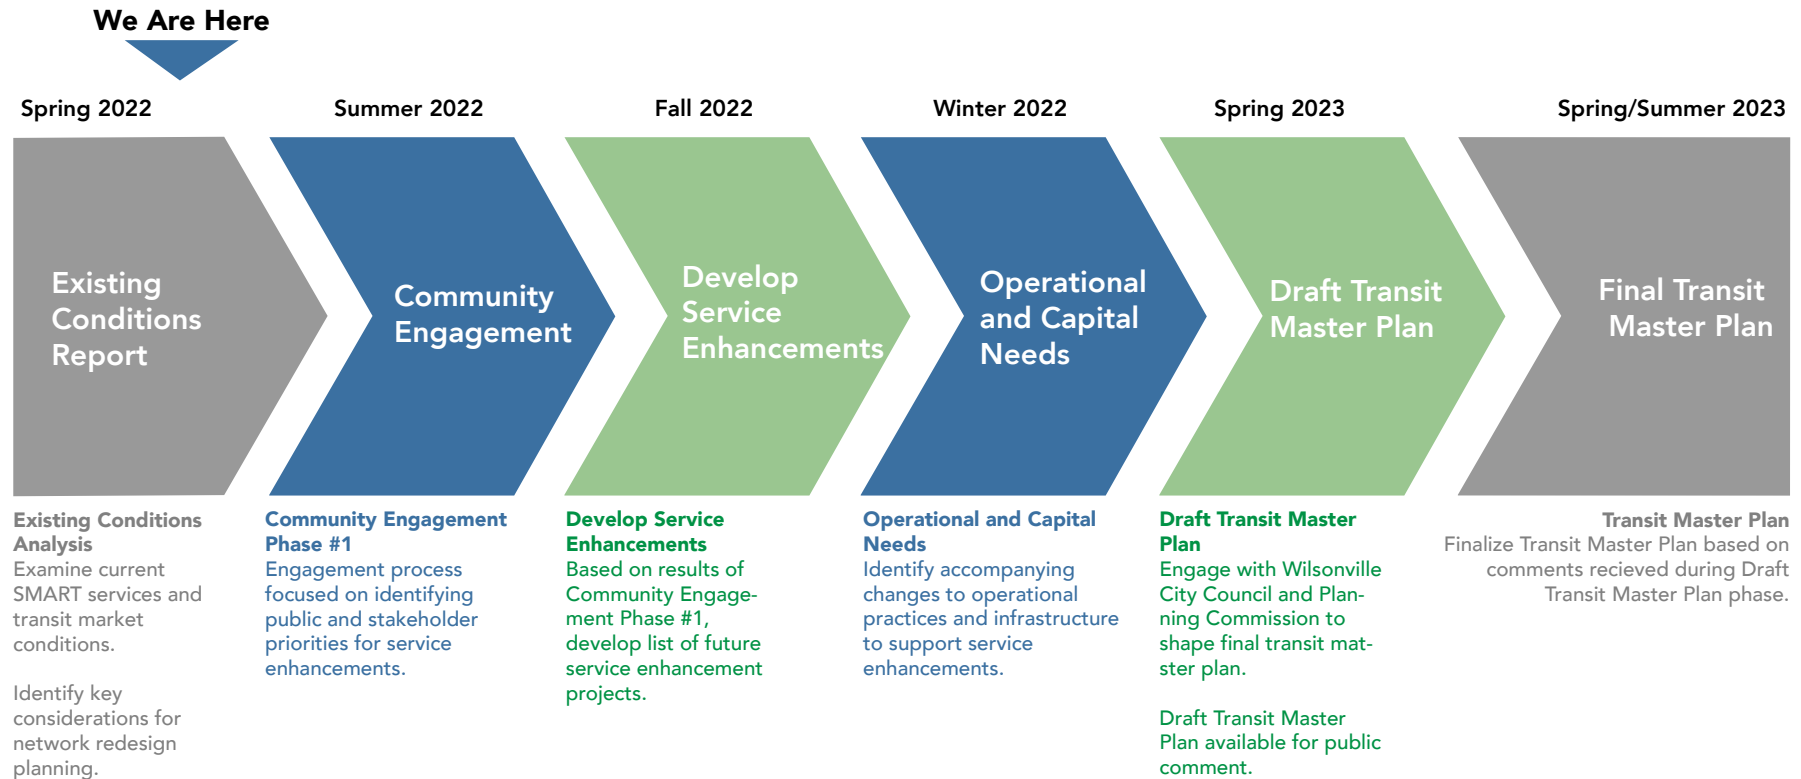 We Are Here
Spring 2022
Summer 2022
Fall 2022
Winter 2022
Spring 2023
Spring/Summer 2023
Existing
Conditions
Report
Community
Engagement
Develop
Service
Enhancements
Operational
and Capital
Needs
Draft Transit
Master Plan
Final Transit
Master Plan
Existing Conditions
Analysis
Examine current
SMART services and
transit market
conditions.
Identify key
considerations for
network redesign
planning.
Community Engagement
Phase #1
Engagement process
focused on identifying
public and stakeholder
priorities for service
enhancements.
Develop Service
Enhancements
Based on results of
Community Engage-
ment Phase #1,
develop list of future
service enhancement
projects.
Operational and Capital
Needs
Identify accompanying
changes to operational
practices and infrastructure
to support service
enhancements.
Draft Transit Master
Plan
Engage with Wilsonville
City Council and Plan-
ning Commission to
shape final transit mat-
ster plan.
Draft Transit Master
Plan available for public
comment.
Transit Master Plan
Finalize Transit Master Plan based on
comments recieved during Draft
Transit Master Plan phase.